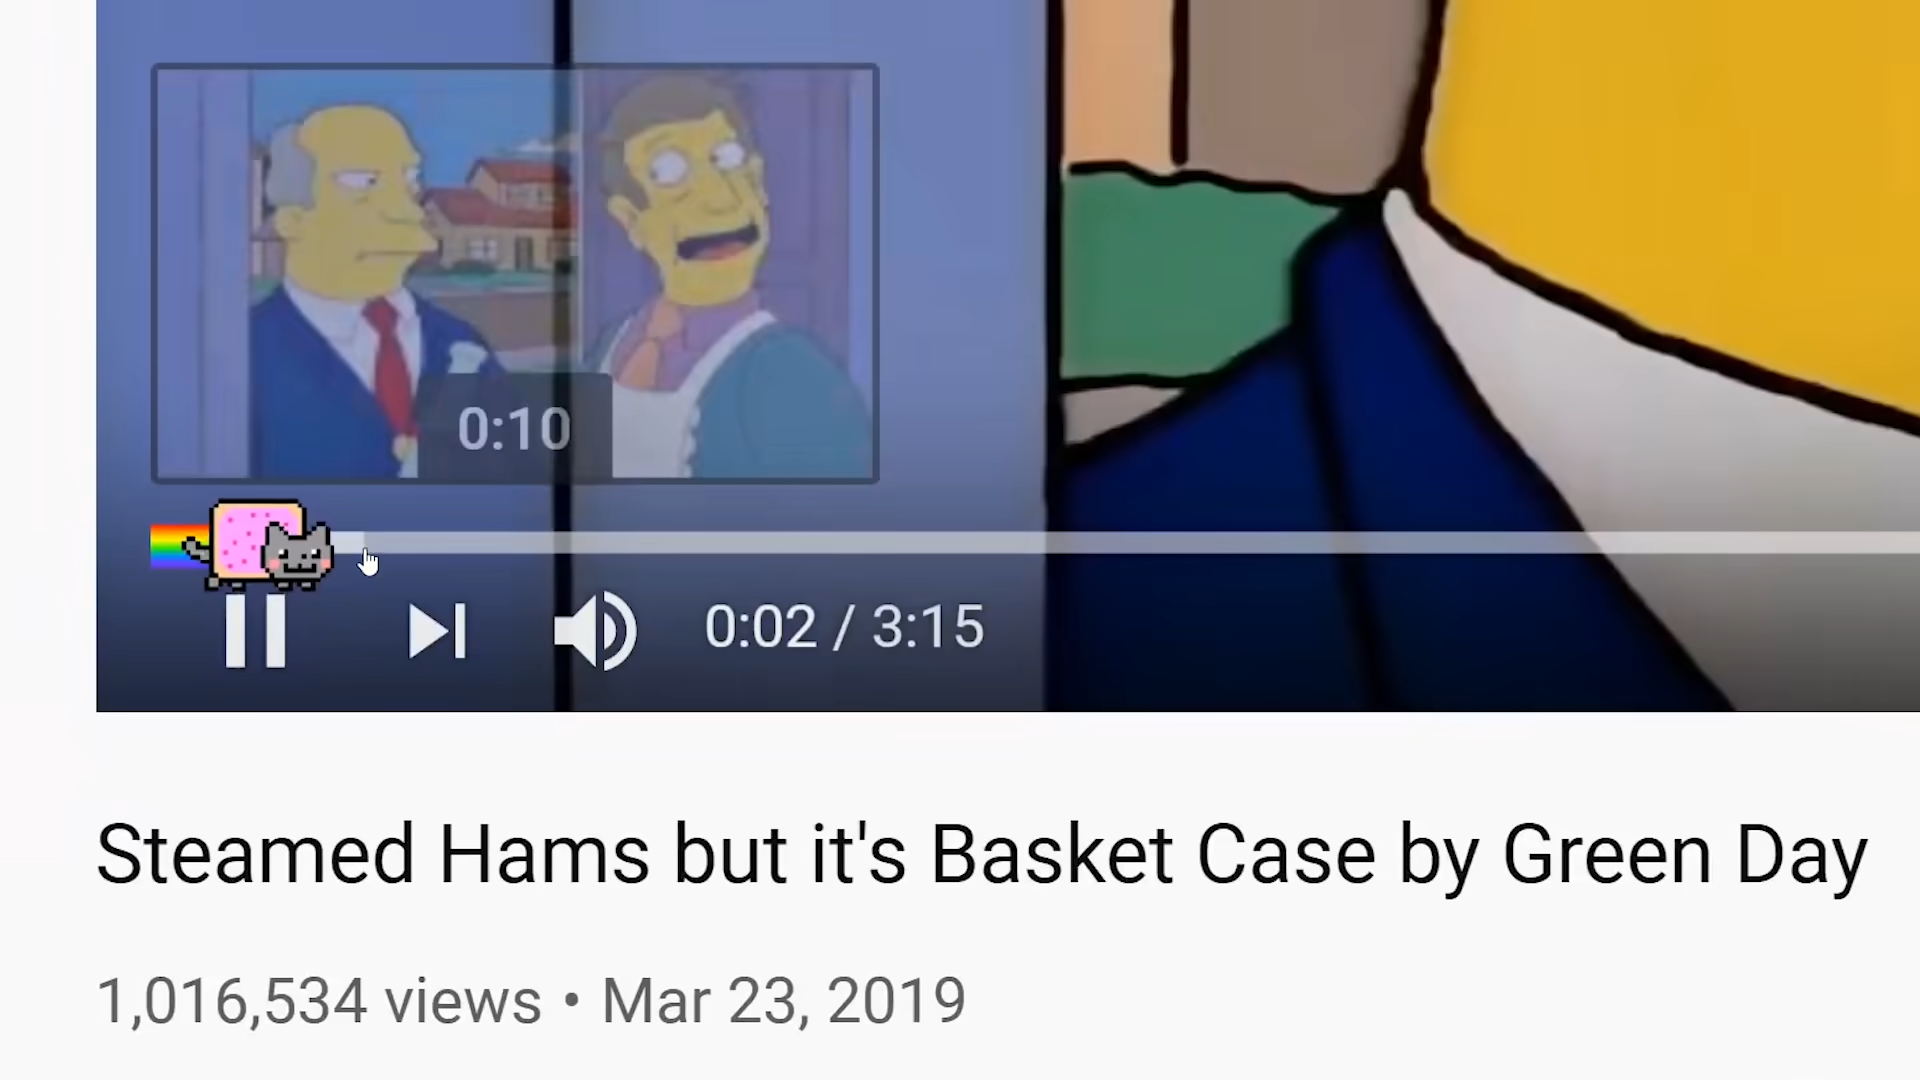 0:10
0:02 / 3:15
Steamed Hams but it's Basket Case by Green Day
1,016,534 views • Mar 23, 2019